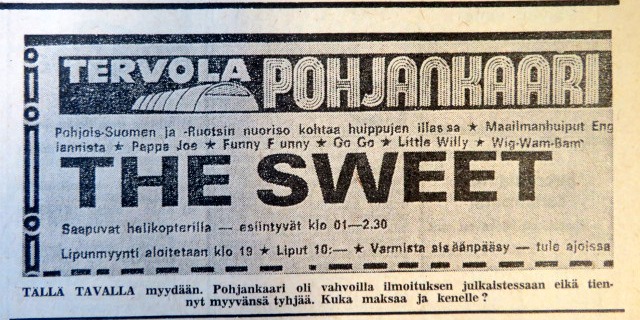 TERVOLA POHJANKAARI
Pohjois-Suomen ja -Ruotsin nuoriso kohtaa huippujen illassa ★ Maailmanhuiput Eng
lannista ★ Pappa Joe ★ Funny Funny ★ Co Co ★ Little Willy ★ Wig-Wam-Bam
THE SWEET
Saapuvat helikopterilla — esiintyvät klo 01—2.30
Lipunmyynti aloitetaan klo 19 ★ Liput 10:— ★ Varmista sisäänpääsy — tule ajoissa
TÄLLÄ TAVALLA myydään. Pohjankaari oli vahvoilla ilmoituksen julkaistessaan eikä tien-
nyt myyvänsä tyhjää. Kuka maksaa ja kenelle?